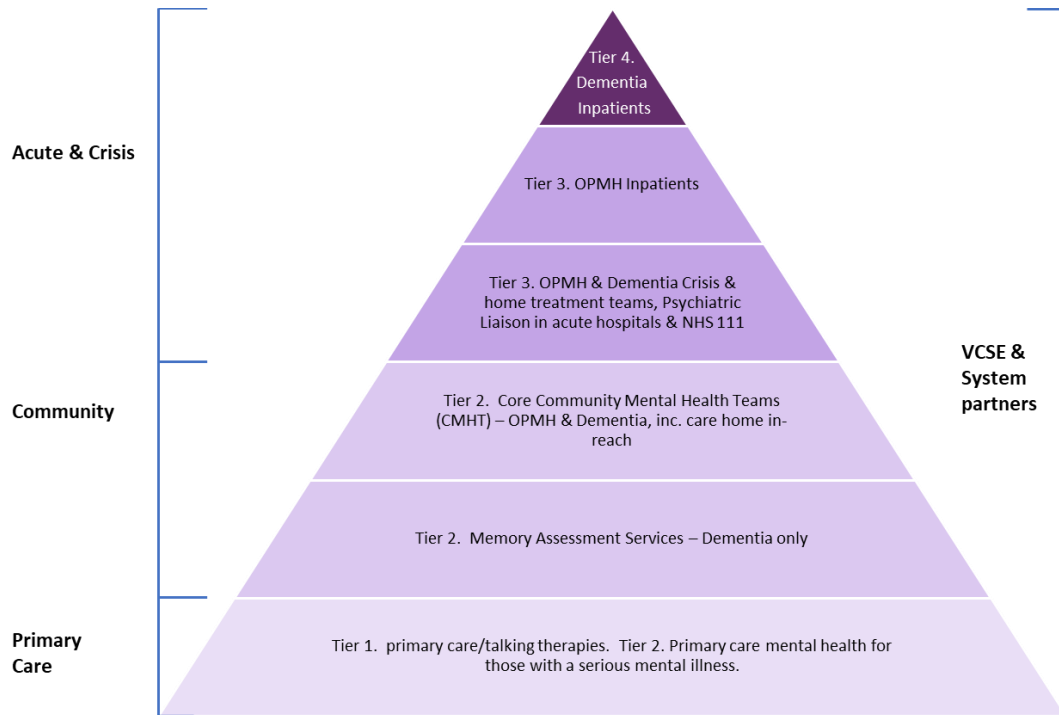 Tier 4.
Dementia
Inpatients
Acute & Crisis
Tier 3. OPMH Inpatients
Tier 3. OPMH & Dementia Crisis &
home treatment teams, Psychiatric
Liaison in acute hospitals & NHS 111
VCSE &
System
partners
Community
Tier 2.  Core Community Mental Health Teams
(CMHT) – OPMH & Dementia, inc. care home in-
reach
Tier 2.  Memory Assessment Services – Dementia only
Primary
Care
Tier 1.  primary care/talking therapies.  Tier 2. Primary care mental health for
those with a serious mental illness.